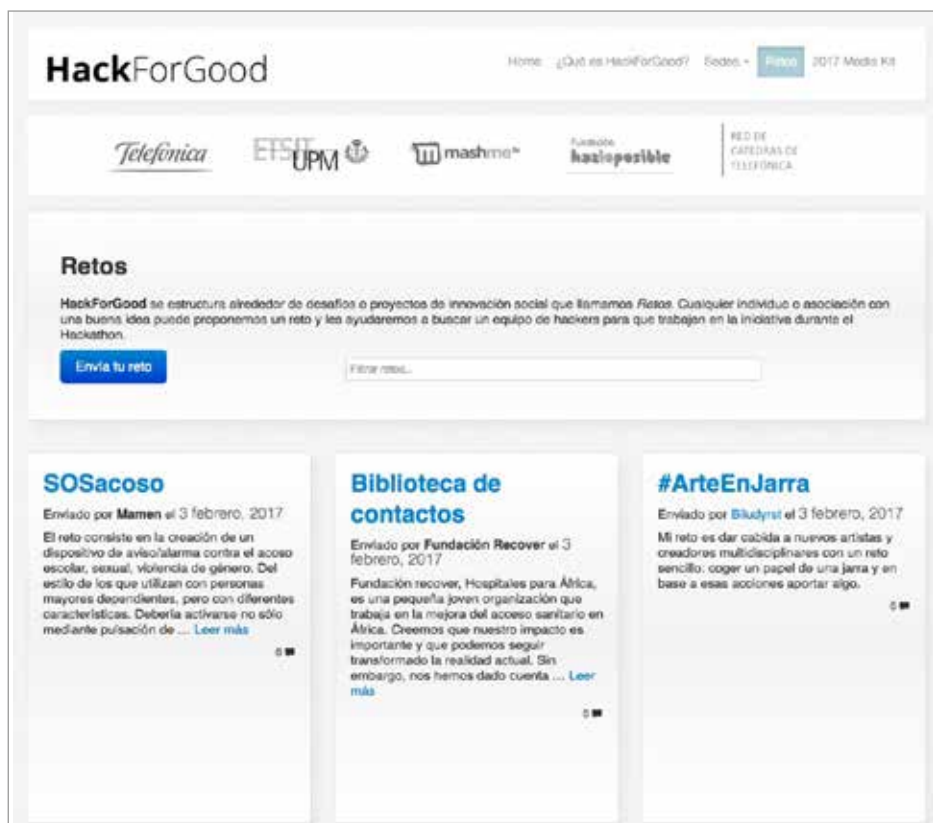 HackForGood
Home ¿Qué es HackForGood? Sedes Retos 2017 Media Kit
Telefónica
ETSIT
UPM
mashme
Fundación
hazloposible
RED DE
CÁTEDRAS DE
TELEFÓNICA
Retos
HackForGood se estructura alrededor de desafíos o proyectos de innovación social que llamamos Retos. Cualquier individuo o asociación con
una buena idea puede proponernos un reto y les ayudaremos a buscar un equipo de hackers para que trabajen en la iniciativa durante el
Hackathon.
Envía tu reto
Filtrar retos...
SOSacoso
Enviado por Mamen el 3 febrero, 2017
El reto consiste en la creación de un
dispositivo de aviso/alarma contra el acoso
escolar, sexual, violencia de género. Del
estilo de los que utilizan con personas
mayores dependientes, pero con diferentes
características. Debería activarse no sólo
mediante pulsación de ... Leer más
0
Biblioteca de
contactos
Enviado por Fundación Recover el 3
febrero, 2017
Fundación recover, Hospitales para África,
es una pequeña joven organización que
trabaja en la mejora del acceso sanitario en
África. Creemos que nuestro impacto es
importante y que podemos seguir
transformado la realidad actual. Sin
embargo, nos hemos dado cuenta ... Leer
más
0
#ArteEnJarra
Enviado por Biludyrst el 3 febrero, 2017
Mi reto es dar cabida a nuevos artistas y
creadores multidisciplinares con un reto
sencillo: coger un papel de una jarra y en
base a esas acciones aportar algo.
0